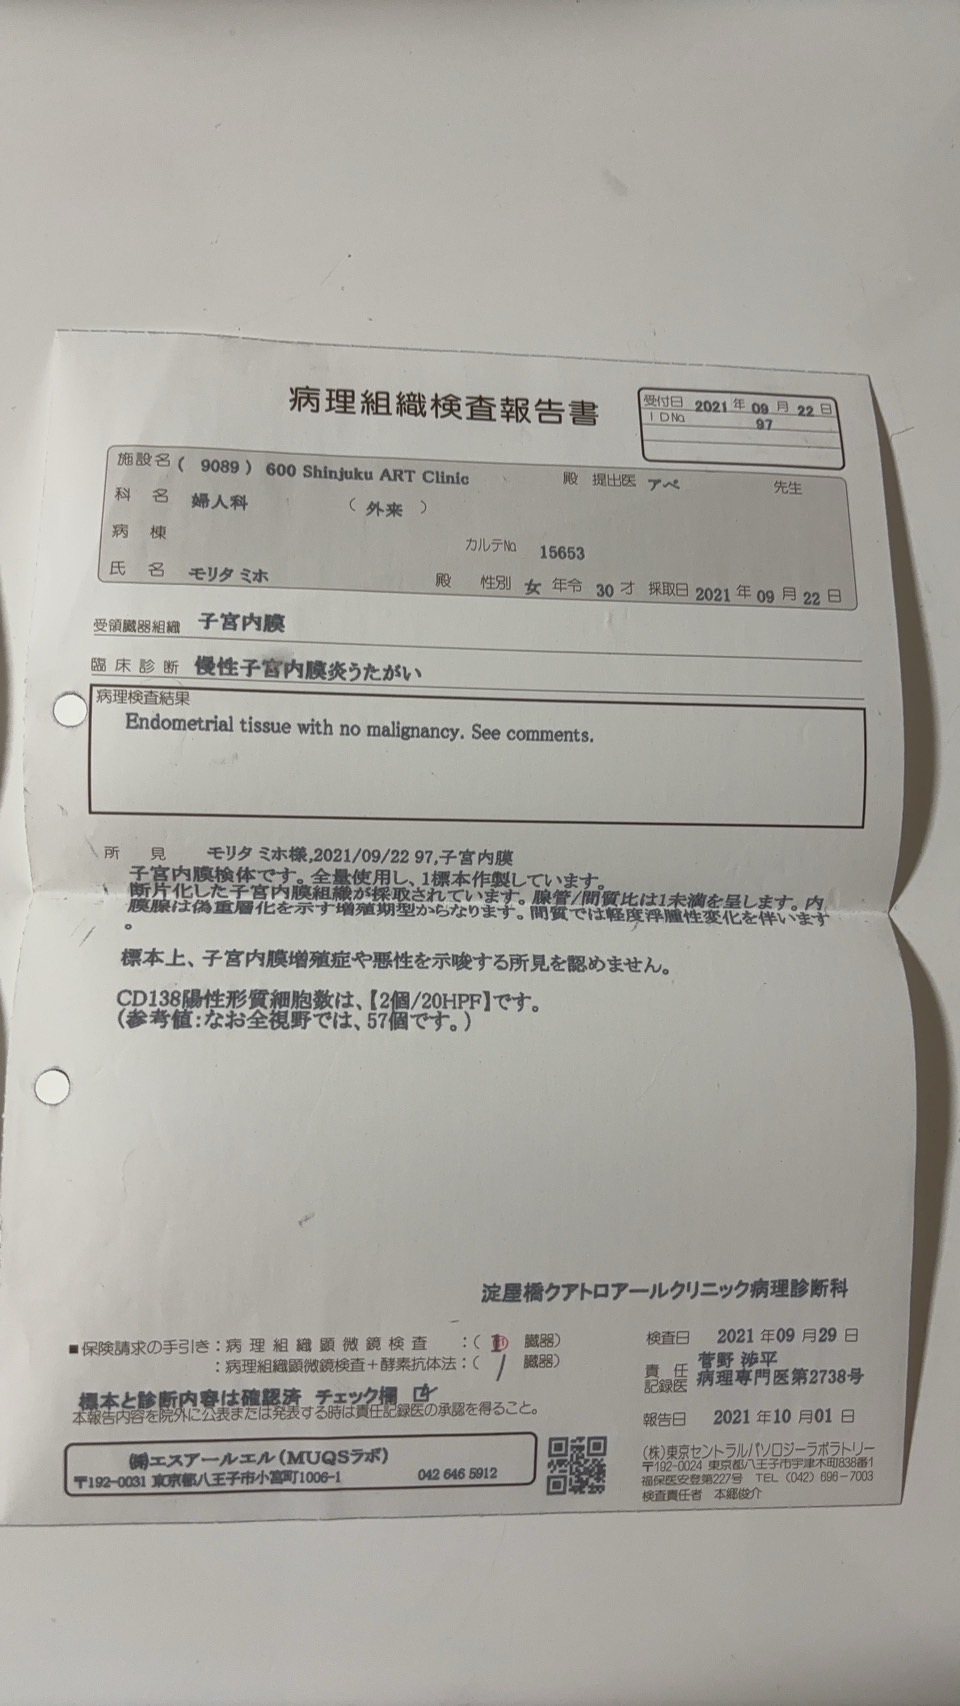 病理組織検査報告書
受付日 2021 年 09 月 22 日
IDNo. 97
施設名 ( 9089 ) 600 Shinjuku ART Clinic 殿 提出医 アベ 先生
科名 婦人科 ( 外来 )
病棟 カルテNo. 15653
氏名 モリタ ミホ 殿 性別 女 年令 30 才 採取日 2021 年 09 月 22 日
受領臓器組織 子宮内膜
臨床診断 慢性子宮内膜炎うたがい
病理検査結果
Endometrial tissue with no malignancy. See comments.
所見 モリタ ミホ様,2021/09/22 97,子宮内膜
子宮内膜検体です。全量使用し、1標本作製しています。
断片化した子宮内膜組織が採取されています。腺管/間質比は1未満を呈します。内
膜腺は偽重層化を示す増殖期型からなります。間質では軽度浮腫性変化を伴います
。
標本上、子宮内膜増殖症や悪性を示唆する所見を認めません。
CD138陽性形質細胞数は、【2個/20HPF】です。
(参考値:なお全視野では、57個です。)
淀屋橋クアトロアールクリニック病理診断科
■保険請求の手引き:病理組織顕微鏡検査 :( 臓器)
:病理組織顕微鏡検査+酵素抗体法:( / 臓器)
標本と診断内容は確認済 チェック欄
本報告内容を院外に公表または発表する時は責任記録医の承認を得ること。
㈱エスアールエル(MUQSラボ)
〒192-0031 東京都八王子市小宮町1006-1 042 646 5912
検査日 2021 年 09 月 29 日
責任記録医 菅野 渉平
病理専門医第2738号
報告日 2021 年 10 月 01 日
(株)東京セントラルパソロジーラボラトリー
〒192-0024 東京都八王子市宇津木町838番1
福保医安登第227号 TEL (042) 696-7003
検査責任者 本郷俊介